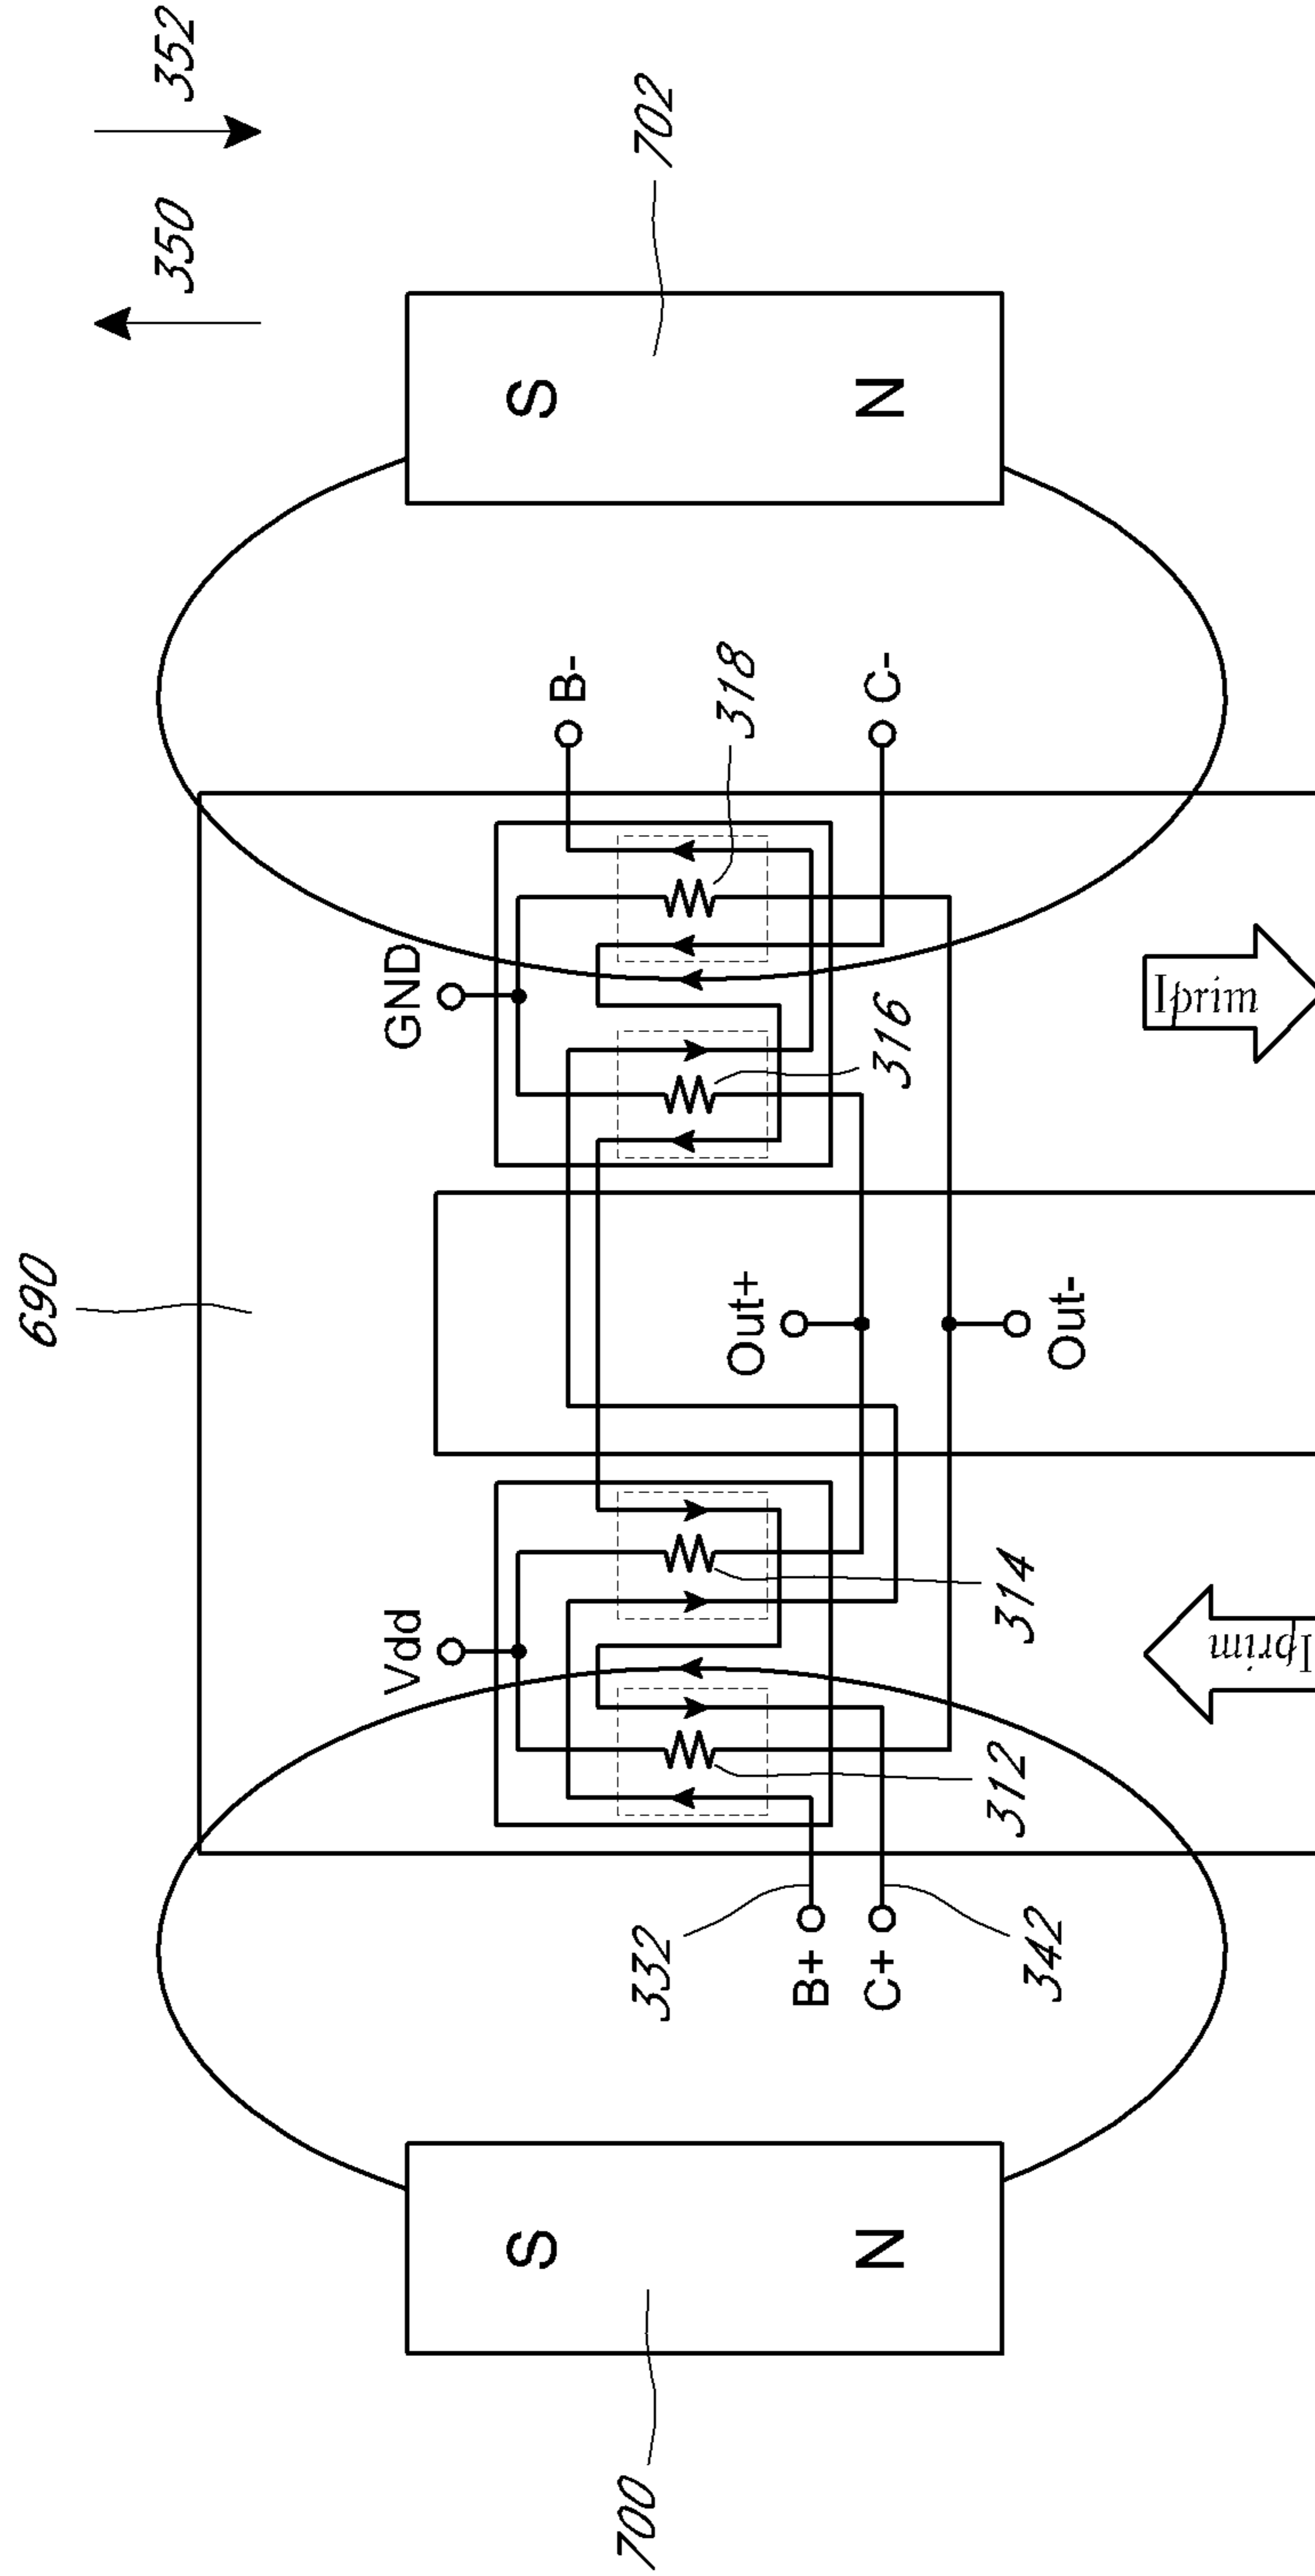 690
350
352
S
N
702
GND
B-
318
C-
316
Iprim
Out+
Out-
Vdd
314
312
Iprim
332
B+
C+
342
S
N
700